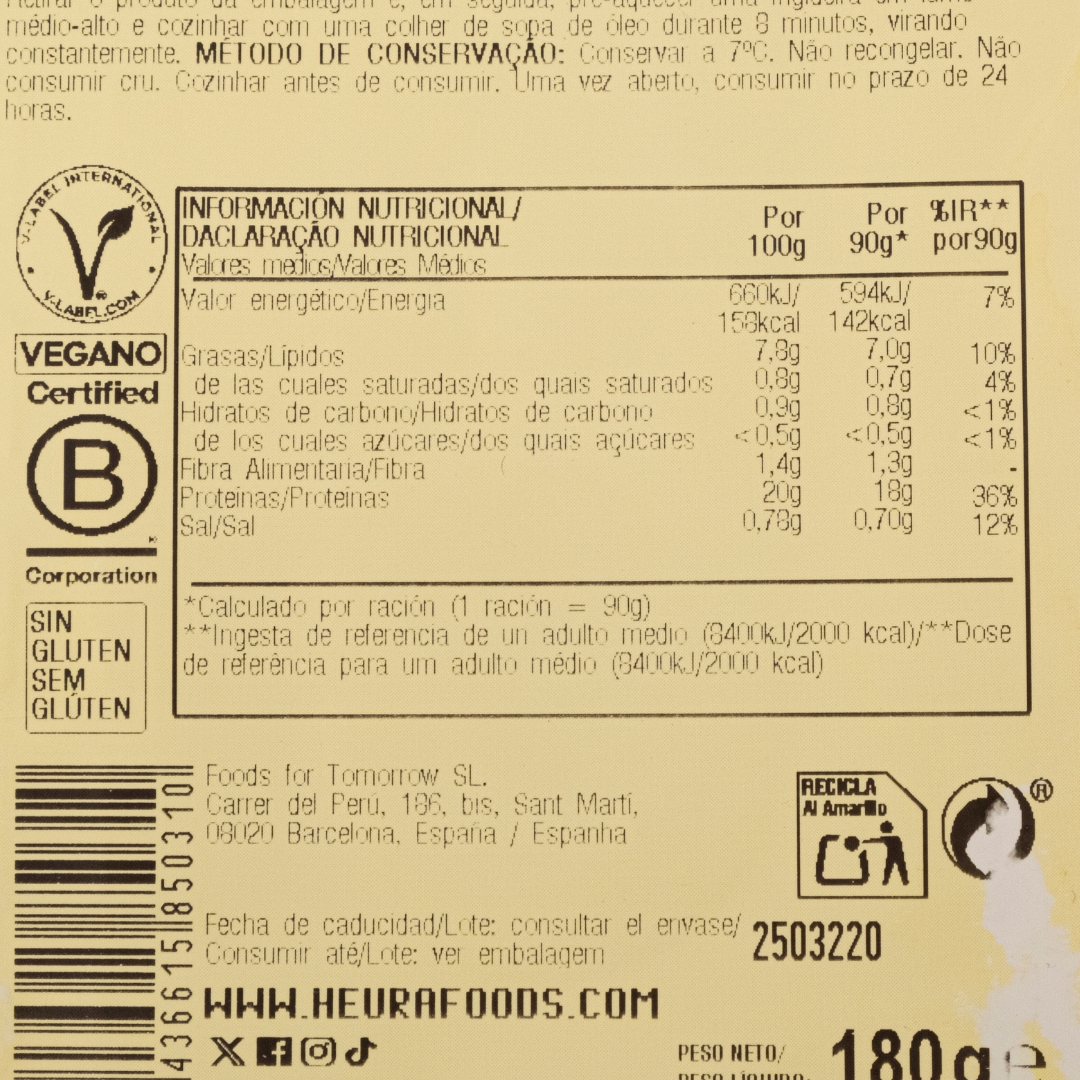 médio-alto e cozinhar com uma colher de sopa de óleo durante 8 minutos, virando
constantemente. MÉTODO DE CONSERVAÇÃO: Conservar a 7ºC. Não recongelar. Não
consumir cru. Cozinhar antes de consumir. Uma vez aberto, consumir no prazo de 24
horas.
V-LABEL INTERNATIONAL
V-LABEL.COM
®
VEGANO
Certified
B
Corporation
SIN
GLUTEN
SEM
GLÚTEN
INFORMACIÓN NUTRICIONAL/ Por Por %IR**
DACLARAÇÃO NUTRICIONAL 100g 90g* por90g
Valores medios/Valores Médios
Valor energético/Energia 660kJ/ 594kJ/ 7%
158kcal 142kcal
Grasas/Lípidos 7,8g 7,0g 10%
de las cuales saturadas/dos quais saturados 0,8g 0,7g 4%
Hidratos de carbono/Hidratos de carbono 0,9g 0,8g <1%
de los cuales azúcares/dos quais açúcares <0,5g <0,5g <1%
Fibra Alimentaria/Fibra 1,4g 1,3g -
Proteínas/Proteínas 20g 18g 36%
Sal/Sal 0,78g 0,70g 12%
*Calculado por ración (1 ración = 90g)
**Ingesta de referencia de un adulto medio (8400kJ/2000 kcal)/**Dose
de referência para um adulto médio (8400kJ/2000 kcal)
Foods for Tomorrow SL.
Carrer del Perú, 186, bis, Sant Martí,
08020 Barcelona, España / Espanha
RECICLA
Al Amarillo
®
Fecha de caducidad/Lote: consultar el envase/
Consumir até/Lote: ver embalagem
2503220
WWW.HEURAFOODS.COM
436615 850310
PESO NETO/
PESO LÍQUIDO:
180g e